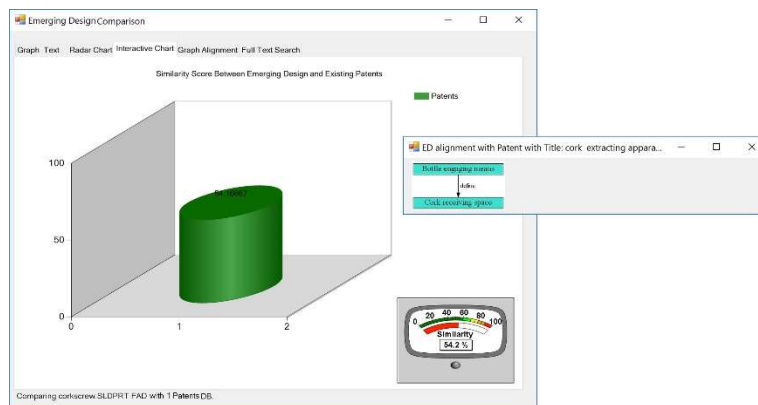 Emerging Design Comparison
Graph Text Radar Chart Interactive Chart Graph Alignment Full Text Search
Similarity Score Between Emerging Design and Existing Patents
Patents
54.16667
100
50
0
0
1
2
ED alignment with Patent with Title: cork extracting appara...
Bottle engaging means
define
Cork receiving space
0 20 40 60 80 100
Similarity
54.2 %
Comparing corkscrew.SLDPRT FAD with 1 Patents DB.